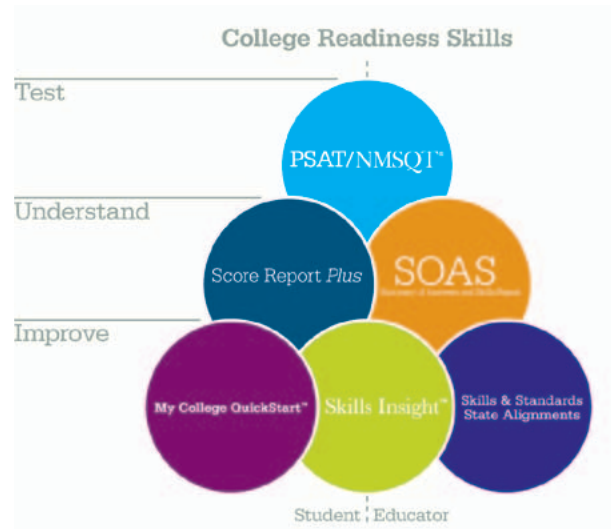 College Readiness Skills
Test
PSAT/NMSQT®
Understand
Score Report Plus
SOAS
Improve
My College QuickStart™
Skills Insight™
Skills & Standards
State Alignments
Student
Educator